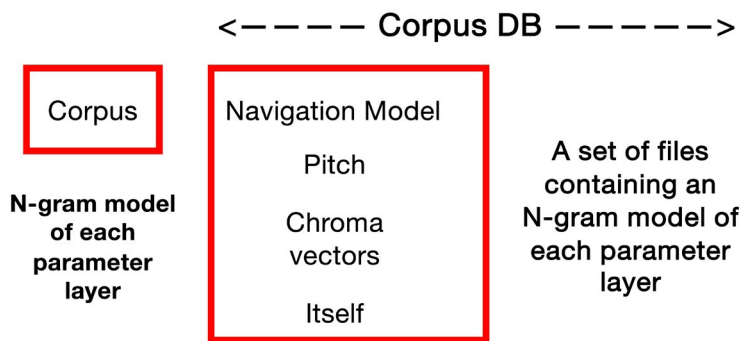 <————— Corpus DB —————>
Corpus
N-gram model
of each
parameter
layer
Navigation Model
Pitch
Chroma
vectors
Itself
A set of files
containing an
N-gram model of
each parameter
layer